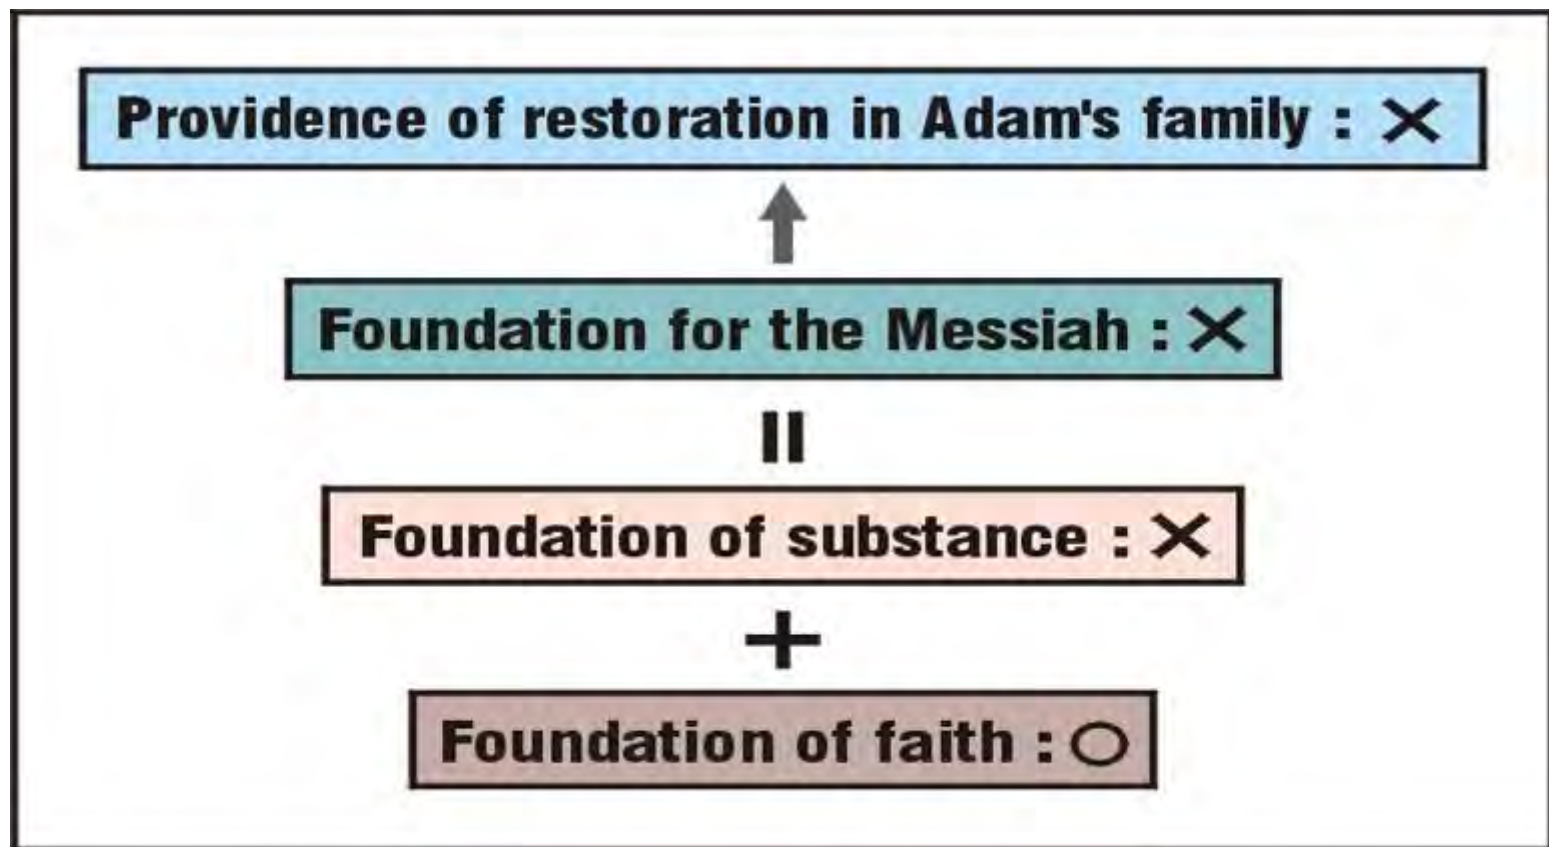 Providence of restoration in Adam's family : ×
Foundation for the Messiah : ×
=
Foundation of substance : ×
+
Foundation of faith : ○